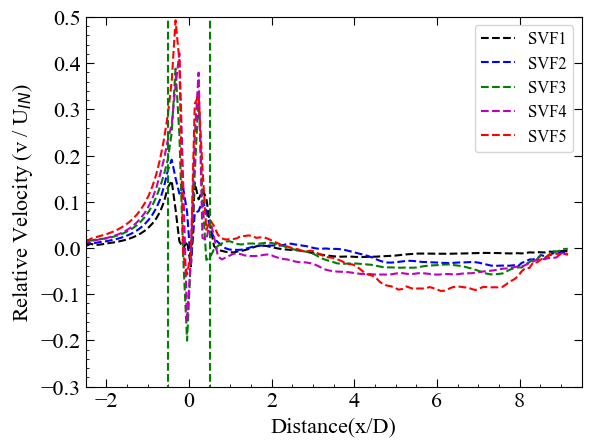 Relative Velocity (v / U_IN)
0.5
0.4
0.3
0.2
0.1
0.0
−0.1
−0.2
−0.3
SVF1
SVF2
SVF3
SVF4
SVF5
−2 0 2 4 6 8
Distance(x/D)